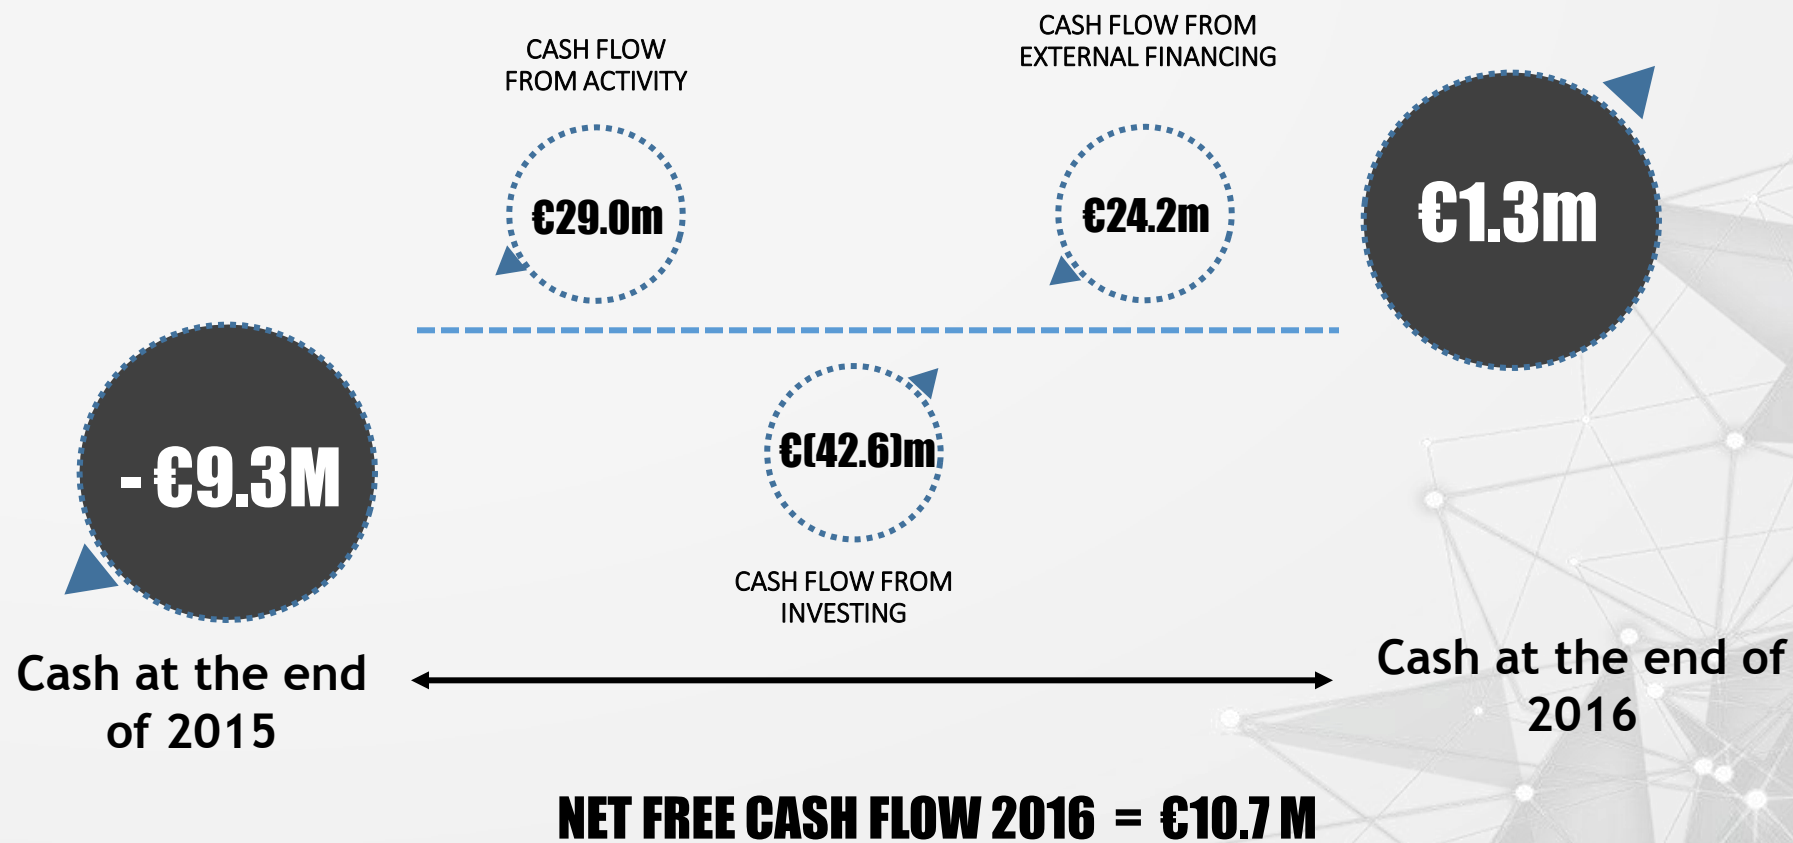 CASH FLOW
FROM ACTIVITY
CASH FLOW FROM
EXTERNAL FINANCING
€29.0m
€24.2m
€1.3m
- €9.3M
€(42.6)m
CASH FLOW FROM
INVESTING
Cash at the end
of 2015
Cash at the end of
2016
NET FREE CASH FLOW 2016 = €10.7 M